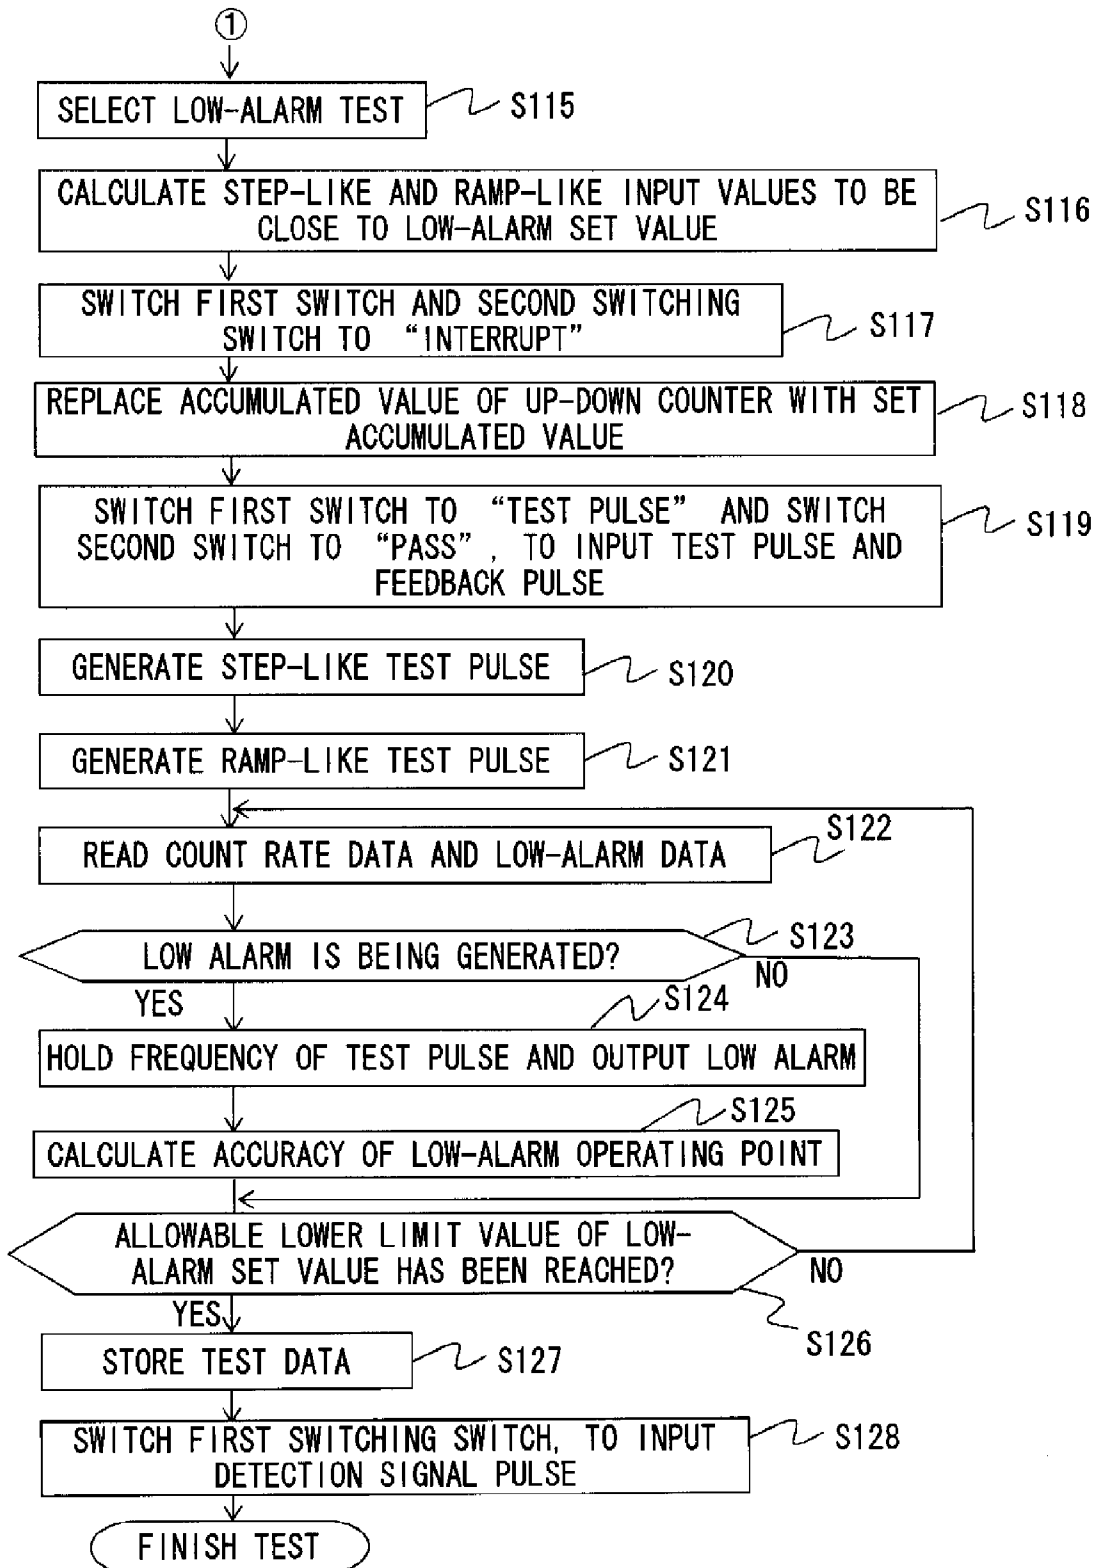 ①
SELECT LOW-ALARM TEST
S115
CALCULATE STEP-LIKE AND RAMP-LIKE INPUT VALUES TO BE
CLOSE TO LOW-ALARM SET VALUE
S116
SWITCH FIRST SWITCH AND SECOND SWITCHING
SWITCH TO “INTERRUPT”
S117
REPLACE ACCUMULATED VALUE OF UP-DOWN COUNTER WITH SET
ACCUMULATED VALUE
S118
SWITCH FIRST SWITCH TO “TEST PULSE” AND SWITCH
SECOND SWITCH TO “PASS”, TO INPUT TEST PULSE AND
FEEDBACK PULSE
S119
GENERATE STEP-LIKE TEST PULSE
S120
GENERATE RAMP-LIKE TEST PULSE
S121
READ COUNT RATE DATA AND LOW-ALARM DATA
S122
LOW ALARM IS BEING GENERATED?
S123
NO
YES
S124
HOLD FREQUENCY OF TEST PULSE AND OUTPUT LOW ALARM
S125
CALCULATE ACCURACY OF LOW-ALARM OPERATING POINT
ALLOWABLE LOWER LIMIT VALUE OF LOW-
ALARM SET VALUE HAS BEEN REACHED?
NO
YES
S126
STORE TEST DATA
S127
SWITCH FIRST SWITCHING SWITCH, TO INPUT
DETECTION SIGNAL PULSE
S128
FINISH TEST